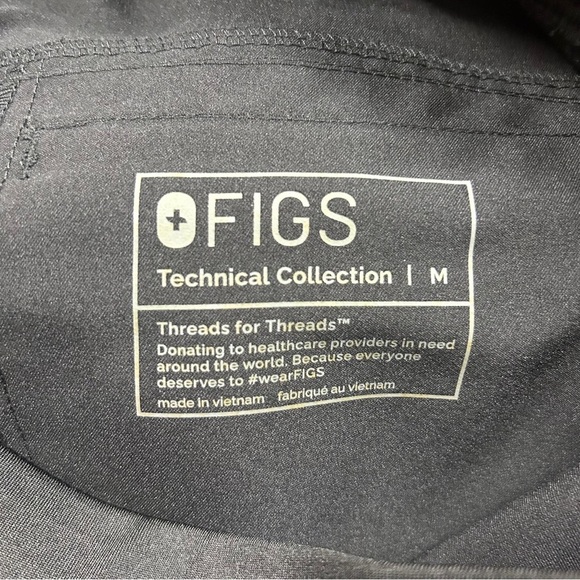 FIGS
Technical Collection | M
Threads for Threads™
Donating to healthcare providers in need
around the world. Because everyone
deserves to #wearFIGS
made in vietnam fabriqué au vietnam